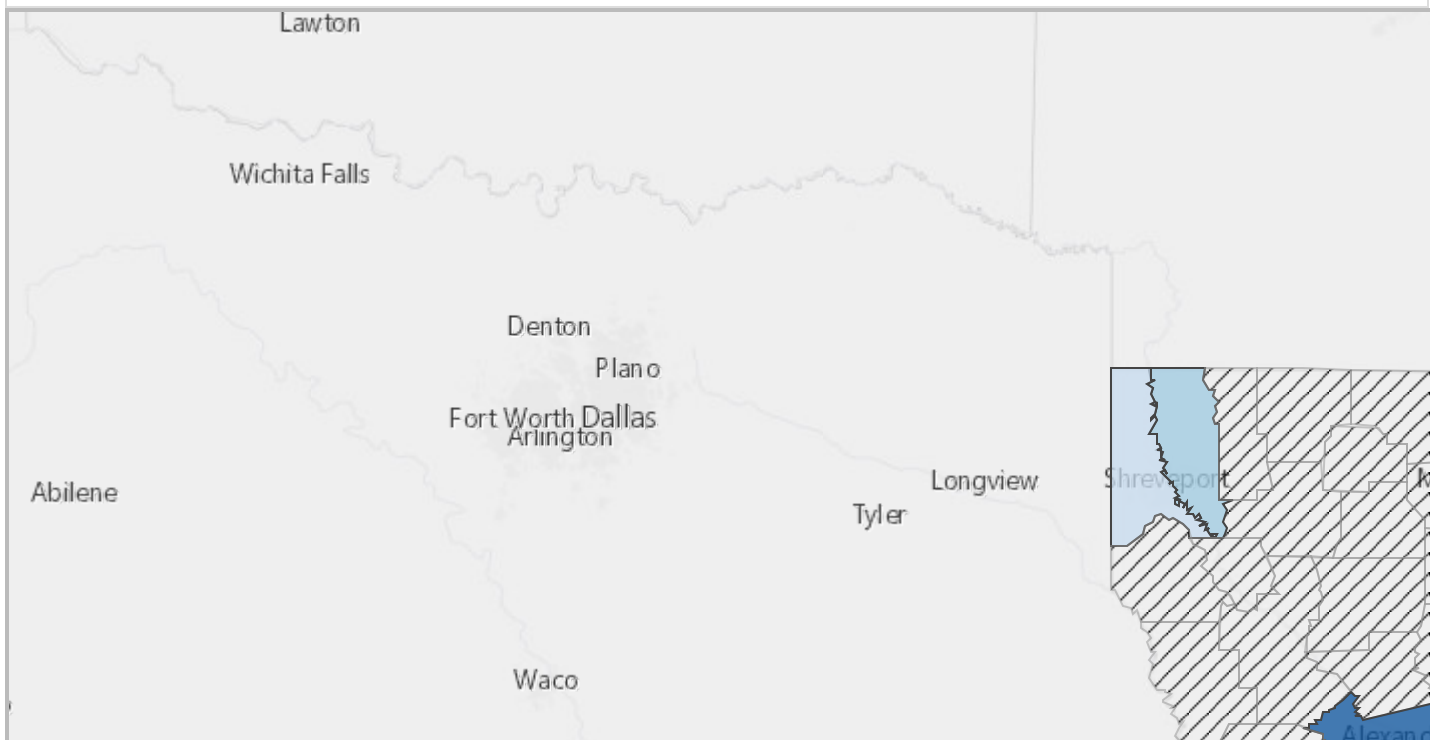 Lawton
Wichita Falls
Denton
Plano
Fort Worth Dallas
Arlington
Longview
Shreveport
Abilene
Tyler
Waco